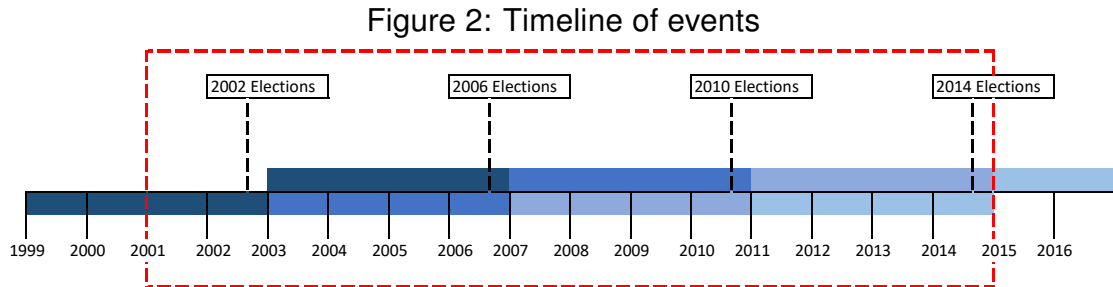 Figure 2: Timeline of events
2002 Elections 2006 Elections 2010 Elections 2014 Elections
1999 2000 2001 2002 2003 2004 2005 2006 2007 2008 2009 2010 2011 2012 2013 2014 2015 2016